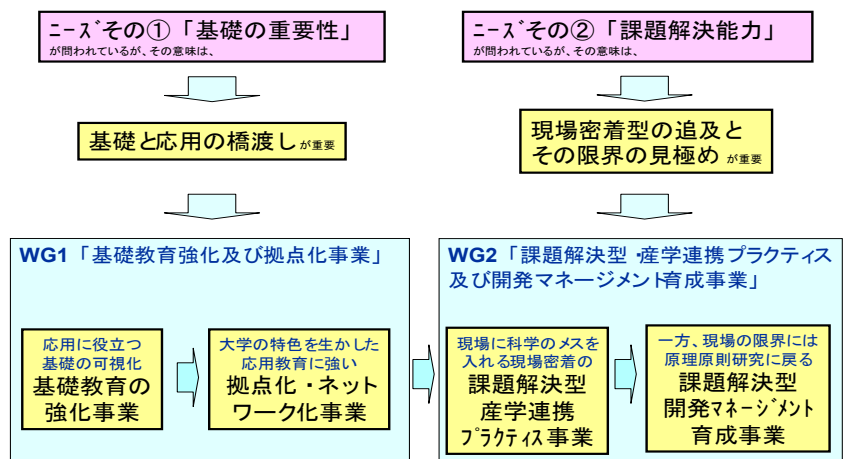 ﾆｰｽﾞその①「基礎の重要性」
が問われているが、その意味は、
基礎と応用の橋渡しが重要
WG1「基礎教育強化及び拠点化事業」
応用に役立つ
基礎の可視化
基礎教育の
強化事業
大学の特色を生かした
応用教育に強い
拠点化・ネット
ワーク化事業
ﾆｰｽﾞその②「課題解決能力」
が問われているが、その意味は、
現場密着型の追及と
その限界の見極めが重要
WG2「課題解決型・産学連携プラクティス
及び開発マネージメント育成事業」
現場に科学のメスを
入れる現場密着の
課題解決型
産学連携
ﾌﾟﾗｸﾃｨｽ事業
一方、現場の限界には
原理原則研究に戻る
課題解決型
開発ﾏﾈｰｼﾞﾒﾝﾄ
育成事業